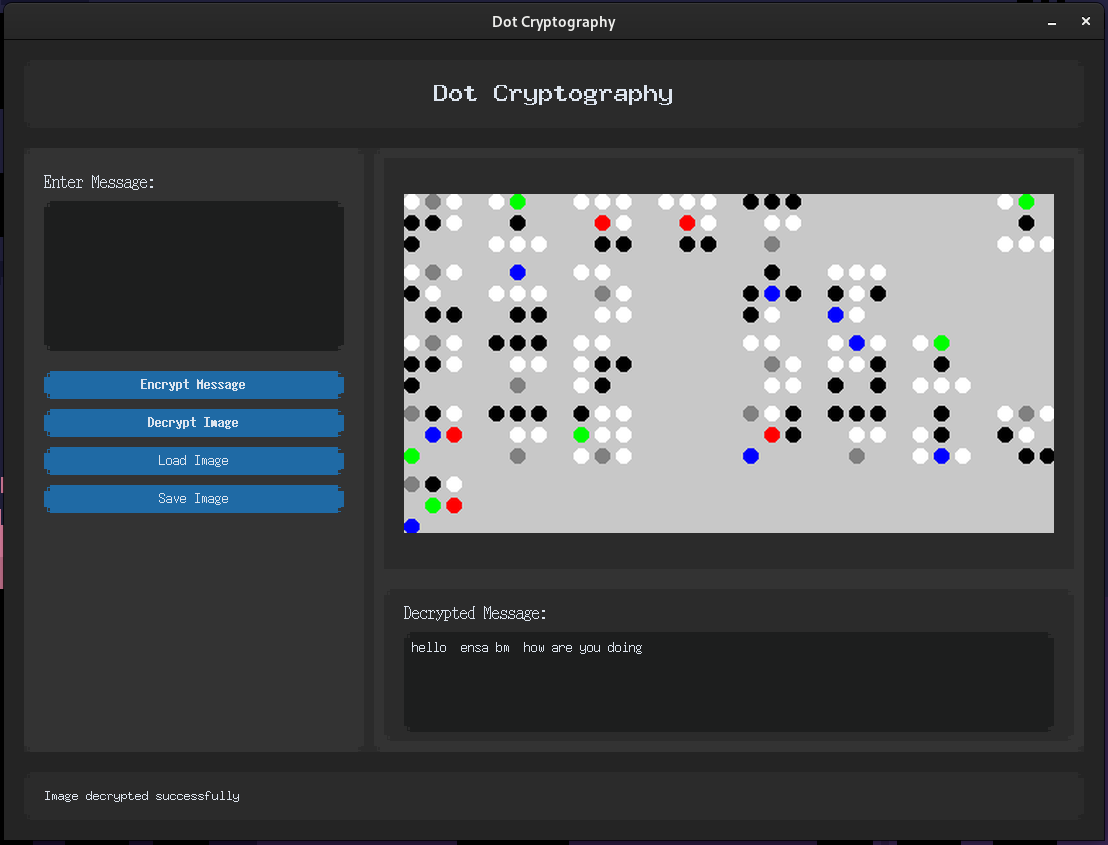 Dot Cryptography
Dot Cryptography
Enter Message:
Encrypt Message
Decrypt Image
Load Image
Save Image
Decrypted Message:
hello  ensa bm  how are you doing
Image decrypted successfully